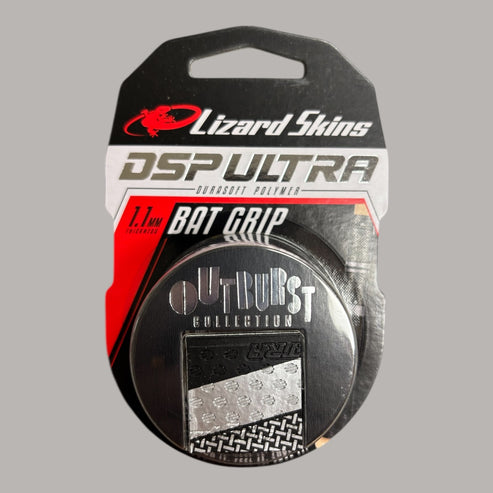 Lizard Skins
DSP ULTRA
DURASOFT POLYMER
1.1MM
THICKNESS
BAT GRIP
OUTBURST
COLLECTION